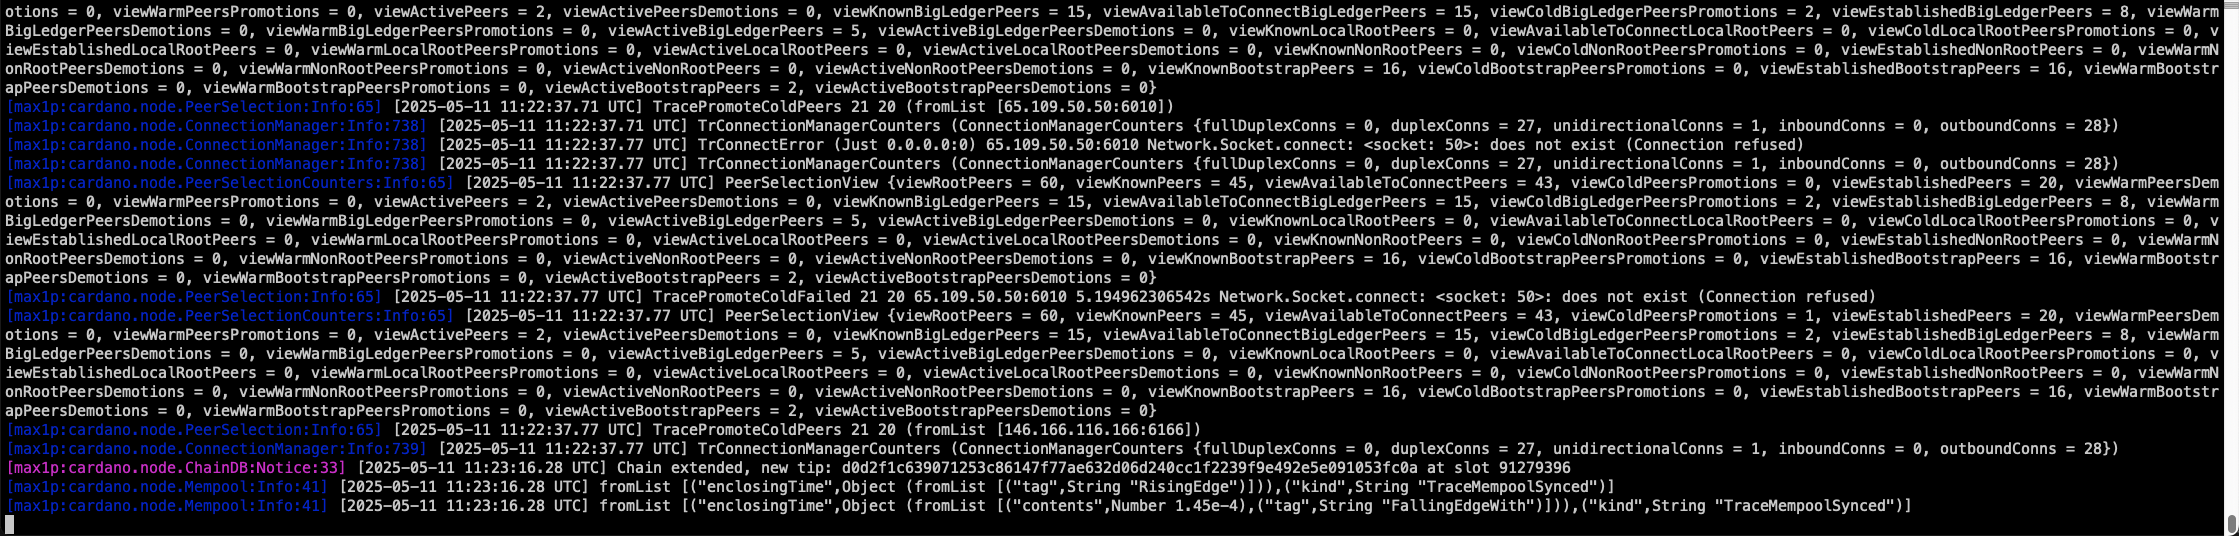 otions = 0, viewWarmPeersPromotions = 0, viewActivePeers = 2, viewActivePeersDemotions = 0, viewKnownBigLedgerPeers = 15, viewAvailableToConnectBigLedgerPeers = 15, viewColdBigLedgerPeersPromotions = 2, viewEstablishedBigLedgerPeers = 8, viewWarm
BigLedgerPeersDemotions = 0, viewWarmBigLedgerPeersPromotions = 0, viewActiveBigLedgerPeers = 5, viewActiveBigLedgerPeersDemotions = 0, viewKnownLocalRootPeers = 0, viewAvailableToConnectLocalRootPeers = 0, viewColdLocalRootPeersPromotions = 0, v
iewEstablishedLocalRootPeers = 0, viewWarmLocalRootPeersPromotions = 0, viewActiveLocalRootPeers = 0, viewActiveLocalRootPeersDemotions = 0, viewKnownNonRootPeers = 0, viewColdNonRootPeersPromotions = 0, viewEstablishedNonRootPeers = 0, viewWarmN
onRootPeersDemotions = 0, viewWarmNonRootPeersPromotions = 0, viewActiveNonRootPeers = 0, viewActiveNonRootPeersDemotions = 0, viewKnownBootstrapPeers = 16, viewColdBootstrapPeersPromotions = 0, viewEstablishedBootstrapPeers = 16, viewWarmBootstr
apPeersDemotions = 0, viewWarmBootstrapPeersPromotions = 0, viewActiveBootstrapPeers = 2, viewActiveBootstrapPeersDemotions = 0}
[max1p:cardano.node.PeerSelection:Info:65] [2025-05-11 11:22:37.71 UTC] TracePromoteColdPeers 21 20 (fromList [65.109.50.50:6010])
[max1p:cardano.node.ConnectionManager:Info:738] [2025-05-11 11:22:37.71 UTC] TrConnectionManagerCounters (ConnectionManagerCounters {fullDuplexConns = 0, duplexConns = 27, unidirectionalConns = 1, inboundConns = 0, outboundConns = 28})
[max1p:cardano.node.ConnectionManager:Info:738] [2025-05-11 11:22:37.77 UTC] TrConnectError (Just 0.0.0.0:0) 65.109.50.50:6010 Network.Socket.connect: <socket: 50>: does not exist (Connection refused)
[max1p:cardano.node.ConnectionManager:Info:738] [2025-05-11 11:22:37.77 UTC] TrConnectionManagerCounters (ConnectionManagerCounters {fullDuplexConns = 0, duplexConns = 27, unidirectionalConns = 1, inboundConns = 0, outboundConns = 28})
[max1p:cardano.node.PeerSelectionCounters:Info:65] [2025-05-11 11:22:37.77 UTC] PeerSelectionView {viewRootPeers = 60, viewKnownPeers = 45, viewAvailableToConnectPeers = 43, viewColdPeersPromotions = 0, viewEstablishedPeers = 20, viewWarmPeersDem
otions = 0, viewWarmPeersPromotions = 0, viewActivePeers = 2, viewActivePeersDemotions = 0, viewKnownBigLedgerPeers = 15, viewAvailableToConnectBigLedgerPeers = 15, viewColdBigLedgerPeersPromotions = 2, viewEstablishedBigLedgerPeers = 8, viewWarm
BigLedgerPeersDemotions = 0, viewWarmBigLedgerPeersPromotions = 0, viewActiveBigLedgerPeers = 5, viewActiveBigLedgerPeersDemotions = 0, viewKnownLocalRootPeers = 0, viewAvailableToConnectLocalRootPeers = 0, viewColdLocalRootPeersPromotions = 0, v
iewEstablishedLocalRootPeers = 0, viewWarmLocalRootPeersPromotions = 0, viewActiveLocalRootPeers = 0, viewActiveLocalRootPeersDemotions = 0, viewKnownNonRootPeers = 0, viewColdNonRootPeersPromotions = 0, viewEstablishedNonRootPeers = 0, viewWarmN
onRootPeersDemotions = 0, viewWarmNonRootPeersPromotions = 0, viewActiveNonRootPeers = 0, viewActiveNonRootPeersDemotions = 0, viewKnownBootstrapPeers = 16, viewColdBootstrapPeersPromotions = 0, viewEstablishedBootstrapPeers = 16, viewWarmBootstr
apPeersDemotions = 0, viewWarmBootstrapPeersPromotions = 0, viewActiveBootstrapPeers = 2, viewActiveBootstrapPeersDemotions = 0}
[max1p:cardano.node.PeerSelection:Info:65] [2025-05-11 11:22:37.77 UTC] TracePromoteColdFailed 21 20 65.109.50.50:6010 5.194962306542s Network.Socket.connect: <socket: 50>: does not exist (Connection refused)
[max1p:cardano.node.PeerSelectionCounters:Info:65] [2025-05-11 11:22:37.77 UTC] PeerSelectionView {viewRootPeers = 60, viewKnownPeers = 45, viewAvailableToConnectPeers = 43, viewColdPeersPromotions = 1, viewEstablishedPeers = 20, viewWarmPeersDem
otions = 0, viewWarmPeersPromotions = 0, viewActivePeers = 2, viewActivePeersDemotions = 0, viewKnownBigLedgerPeers = 15, viewAvailableToConnectBigLedgerPeers = 15, viewColdBigLedgerPeersPromotions = 2, viewEstablishedBigLedgerPeers = 8, viewWarm
BigLedgerPeersDemotions = 0, viewWarmBigLedgerPeersPromotions = 0, viewActiveBigLedgerPeers = 5, viewActiveBigLedgerPeersDemotions = 0, viewKnownLocalRootPeers = 0, viewAvailableToConnectLocalRootPeers = 0, viewColdLocalRootPeersPromotions = 0, v
iewEstablishedLocalRootPeers = 0, viewWarmLocalRootPeersPromotions = 0, viewActiveLocalRootPeers = 0, viewActiveLocalRootPeersDemotions = 0, viewKnownNonRootPeers = 0, viewColdNonRootPeersPromotions = 0, viewEstablishedNonRootPeers = 0, viewWarmN
onRootPeersDemotions = 0, viewWarmNonRootPeersPromotions = 0, viewActiveNonRootPeers = 0, viewActiveNonRootPeersDemotions = 0, viewKnownBootstrapPeers = 16, viewColdBootstrapPeersPromotions = 0, viewEstablishedBootstrapPeers = 16, viewWarmBootstr
apPeersDemotions = 0, viewWarmBootstrapPeersPromotions = 0, viewActiveBootstrapPeers = 2, viewActiveBootstrapPeersDemotions = 0}
[max1p:cardano.node.PeerSelection:Info:65] [2025-05-11 11:22:37.77 UTC] TracePromoteColdPeers 21 20 (fromList [146.166.116.166:6166])
[max1p:cardano.node.ConnectionManager:Info:739] [2025-05-11 11:22:37.77 UTC] TrConnectionManagerCounters (ConnectionManagerCounters {fullDuplexConns = 0, duplexConns = 27, unidirectionalConns = 1, inboundConns = 0, outboundConns = 28})
[max1p:cardano.node.ChainDB:Notice:33] [2025-05-11 11:23:16.28 UTC] Chain extended, new tip: d0d2f1c639071253c86147f77ae632d06d240cc1f2239f9e492e5e091053fc0a at slot 91279396
[max1p:cardano.node.Mempool:Info:41] [2025-05-11 11:23:16.28 UTC] fromList [("enclosingTime",Object (fromList [("tag",String "RisingEdge")])),("kind",String "TraceMempoolSynced")]
[max1p:cardano.node.Mempool:Info:41] [2025-05-11 11:23:16.28 UTC] fromList [("enclosingTime",Object (fromList [("contents",Number 1.45e-4),("tag",String "FallingEdgeWith")])),("kind",String "TraceMempoolSynced")]